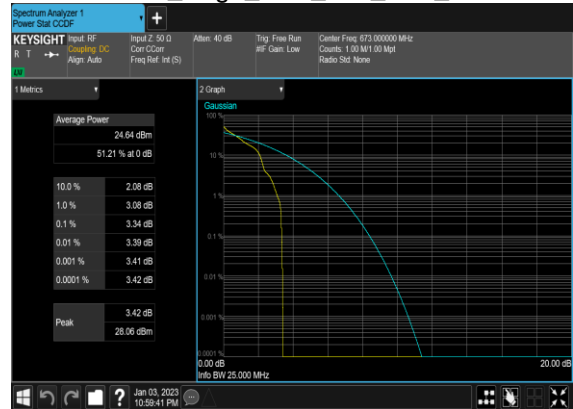 Spectrum Analyzer 1
Power Stat CCDF
+
KEYSIGHT
R T
LW
Input: RF
Coupling: DC
Align: Auto
Input Z: 50 Ω
Corr CCorr
Freq Ref: Int (S)
Atten: 40 dB
Trig: Free Run
#IF Gain: Low
Center Freq: 673.000000 MHz
Counts: 1.00 M/1.00 Mpt
Radio Std: None
1 Metrics
Average Power
24.64 dBm
51.21 % at 0 dB
10.0 % 2.08 dB
1.0 % 3.08 dB
0.1 % 3.34 dB
0.01 % 3.39 dB
0.001 % 3.41 dB
0.0001 % 3.42 dB
Peak
3.42 dB
28.06 dBm
2 Graph
Gaussian
100 %
10 %
1 %
0.1 %
0.01 %
0.001 %
0.0001 %
0.00 dB
20.00 dB
Info BW 25.000 MHz
?
Jan 03, 2023
10:59:41 PM